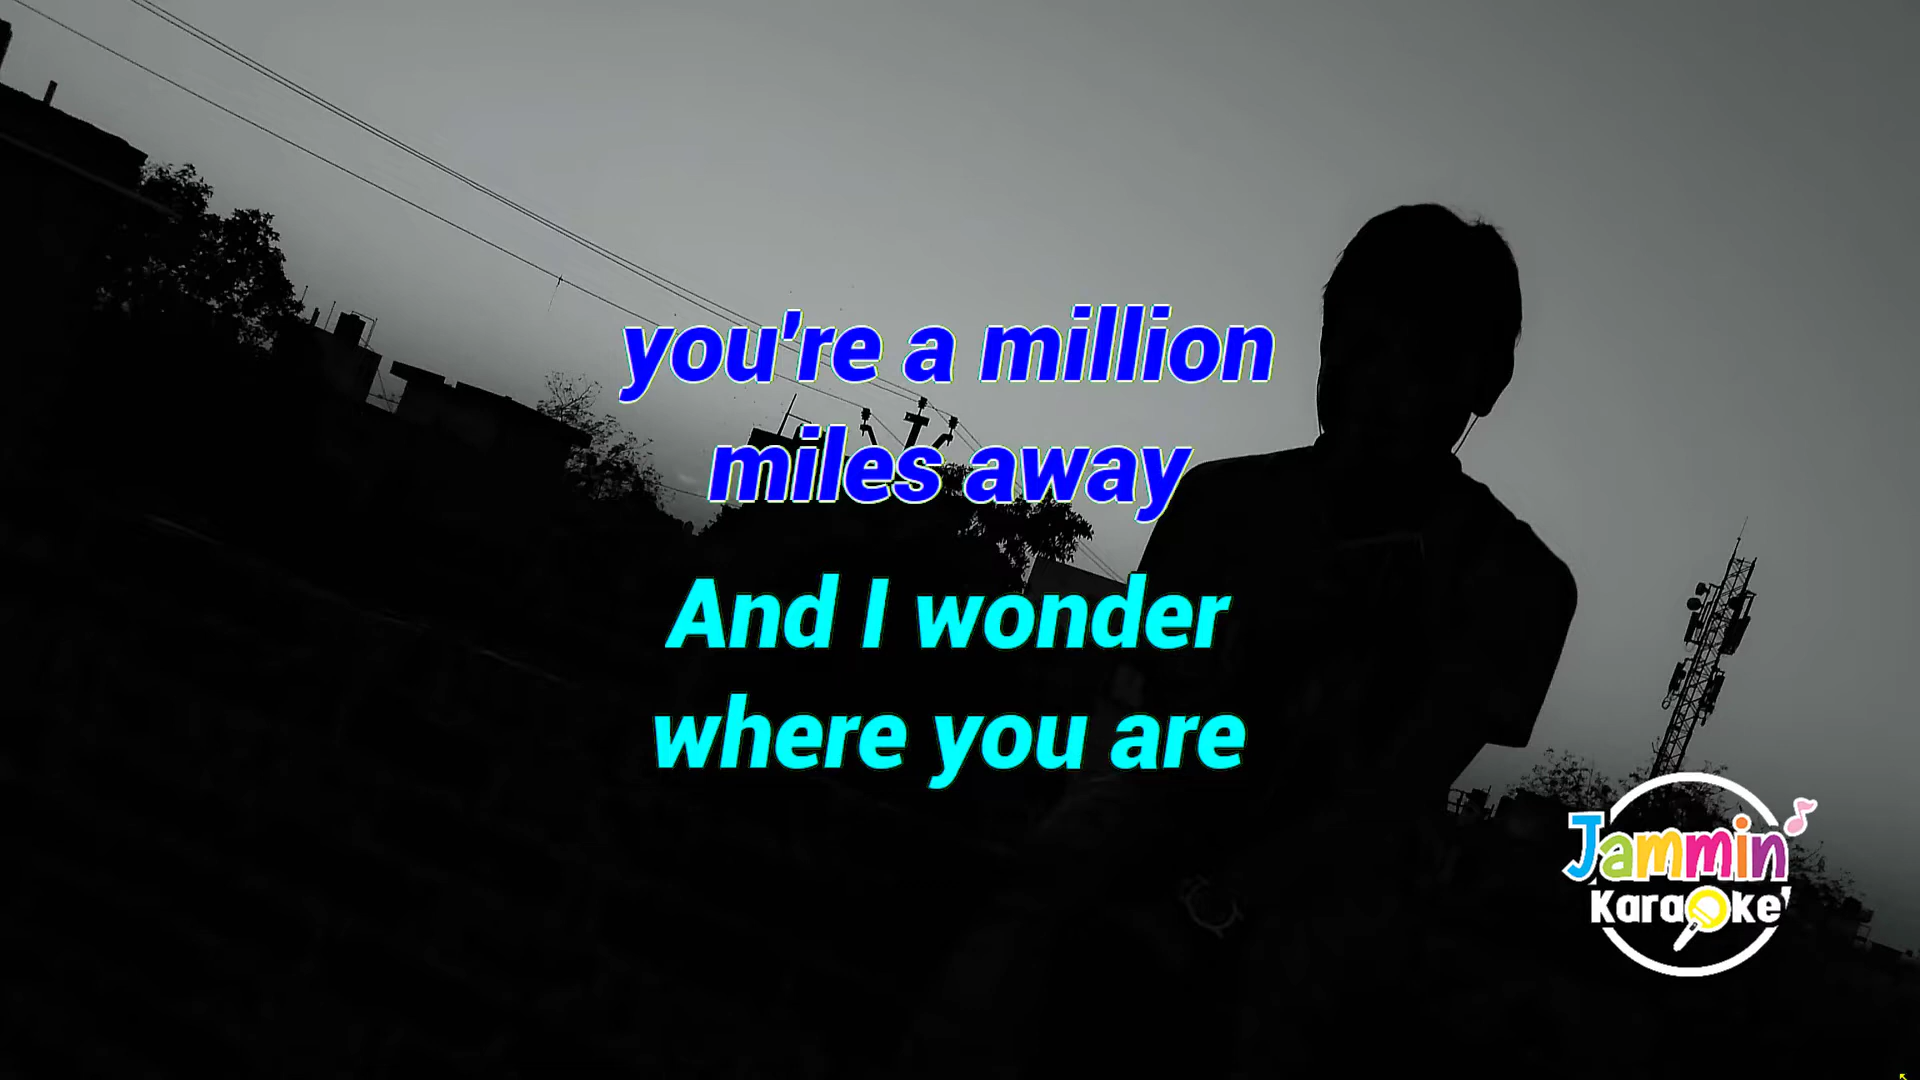 you're a million
miles away
And I wonder
where you are
Jammin'
Karaoke